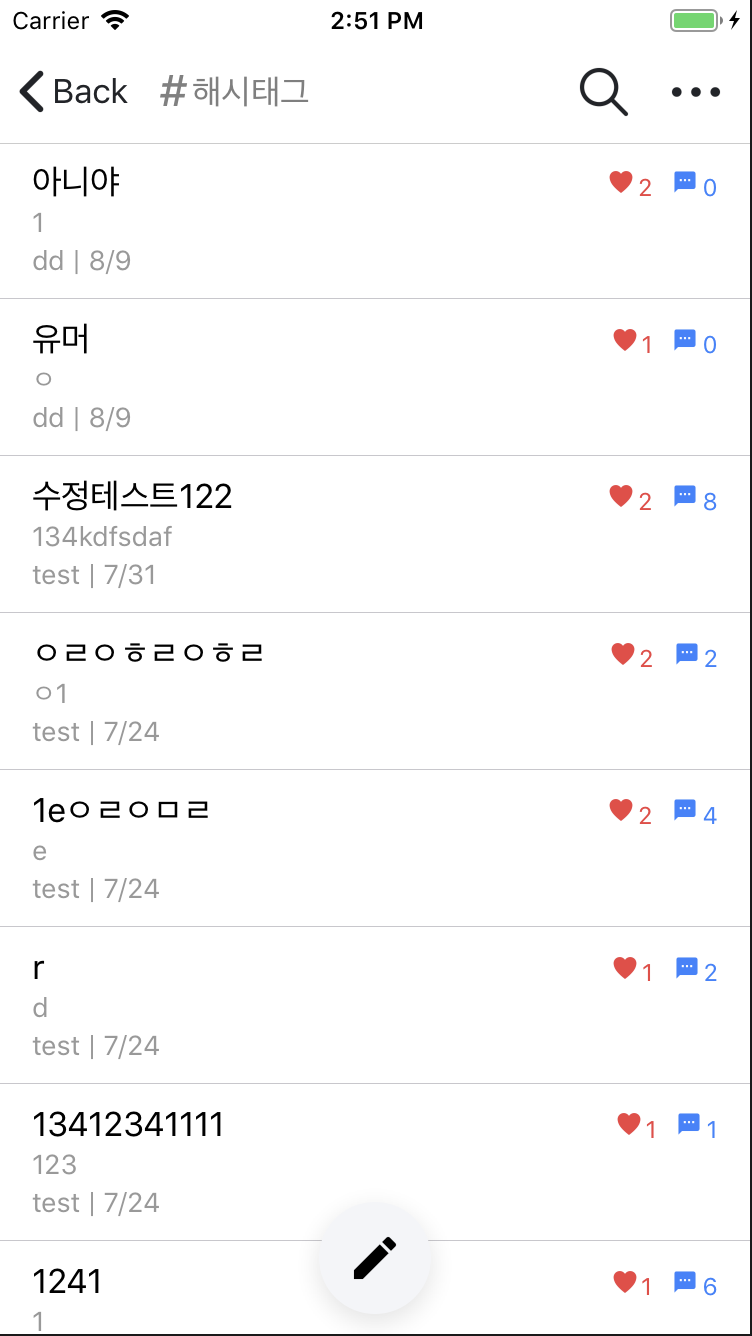 Carrier 2:51 PM
Back #해시태그
아니야 2 0
1
dd | 8/9
유머 1 0
ㅇ
dd | 8/9
수정테스트122 2 8
134kdfsdaf
test | 7/31
ㅇㄹㅇㅎㄹㅇㅎㄹ 2 2
ㅇ1
test | 7/24
1eㅇㄹㅇㅁㄹ 2 4
e
test | 7/24
r 1 2
d
test | 7/24
13412341111 1 1
123
test | 7/24
1241 1 6
1